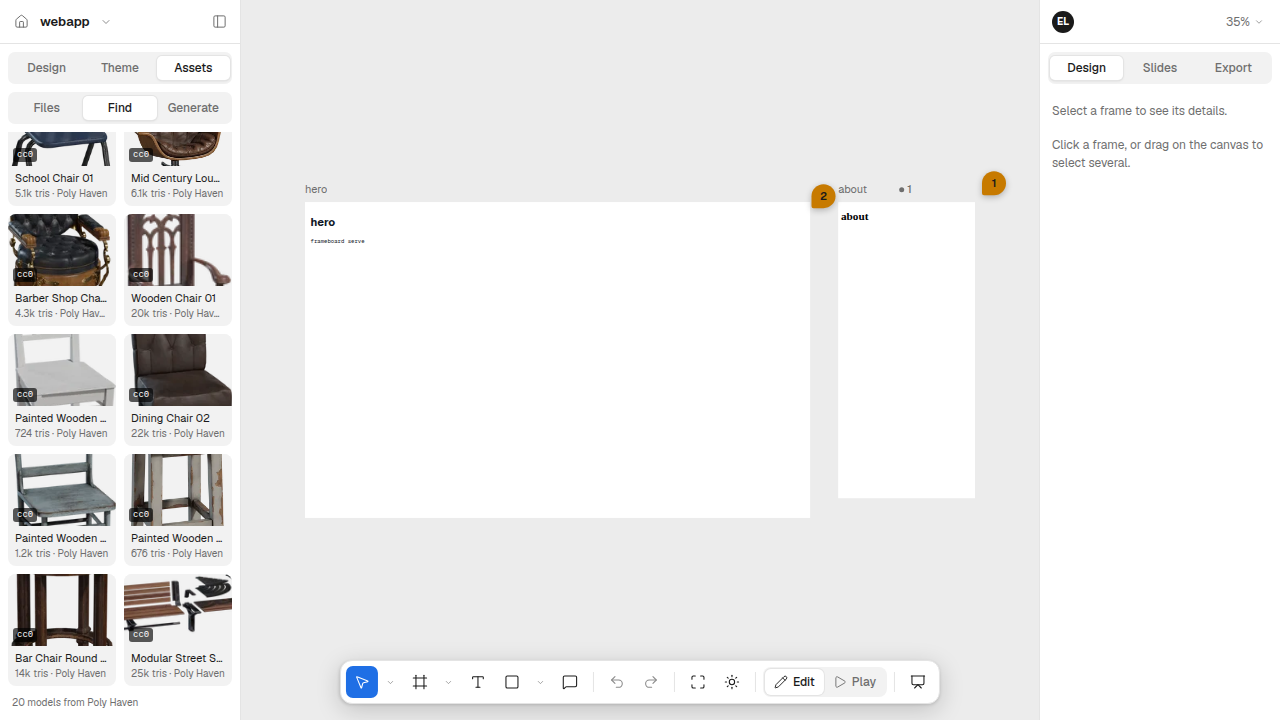 webapp
EL
35%
Design
Theme
Assets
Design
Slides
Export
Files
Find
Generate
Select a frame to see its details.
Click a frame, or drag on the canvas to
select several.
cc0
cc0
School Chair 01
Mid Century Lou...
5.1k tris · Poly Haven
6.1k tris · Poly Haven
hero
2
about
1
1
hero
frameboard serve
about
cc0
cc0
Barber Shop Cha...
Wooden Chair 01
4.3k tris · Poly Hav...
20k tris · Poly Hav...
cc0
cc0
Painted Wooden ...
Dining Chair 02
724 tris · Poly Haven
22k tris · Poly Haven
cc0
cc0
Painted Wooden ...
Painted Wooden ...
1.2k tris · Poly Haven
676 tris · Poly Haven
cc0
cc0
Bar Chair Round ...
Modular Street S...
14k tris · Poly Haven
25k tris · Poly Haven
20 models from Poly Haven
Edit
Play